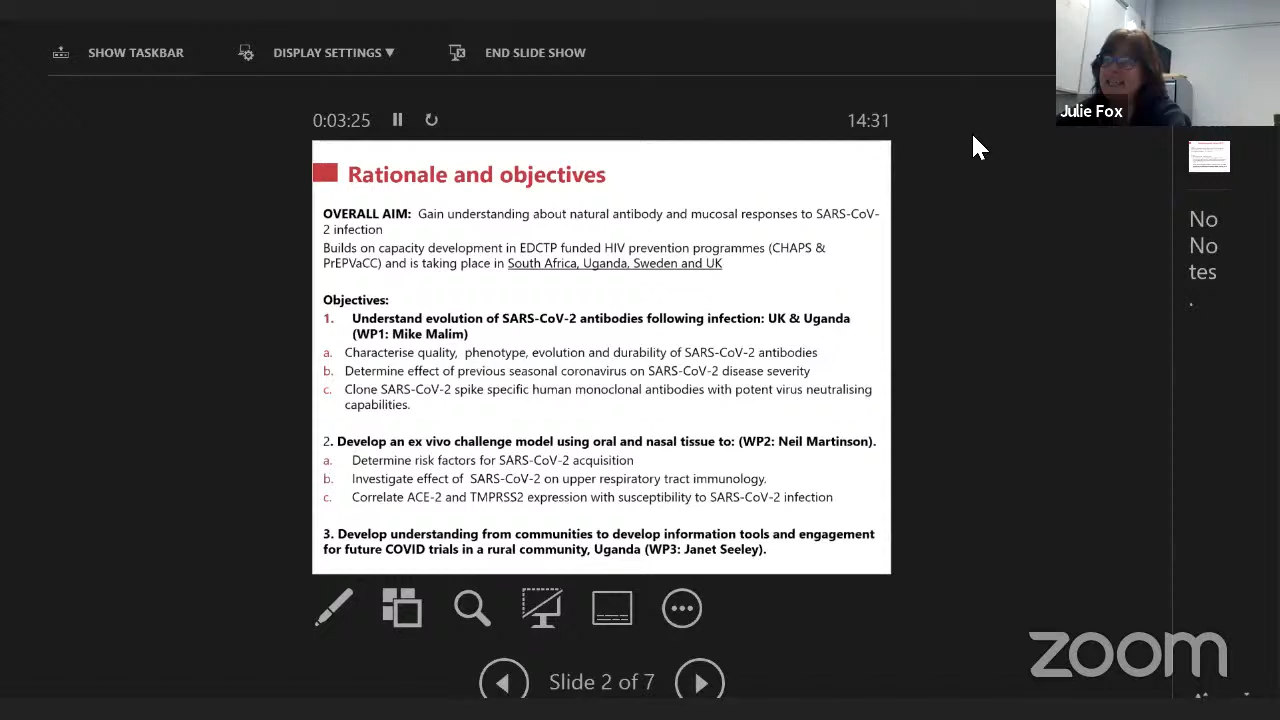 SHOW TASKBAR
DISPLAY SETTINGS ▼
END SLIDE SHOW
Julie Fox
0:03:25
14:31
Rationale and objectives
OVERALL AIM: Gain understanding about natural antibody and mucosal responses to SARS-CoV-
2 infection
Builds on capacity development in EDCTP funded HIV prevention programmes (CHAPS &
PrEPVaCC) and is taking place in South Africa, Uganda, Sweden and UK
Objectives:
1. Understand evolution of SARS-CoV-2 antibodies following infection: UK & Uganda
(WP1: Mike Malim)
a. Characterise quality, phenotype, evolution and durability of SARS-CoV-2 antibodies
b. Determine effect of previous seasonal coronavirus on SARS-CoV-2 disease severity
c. Clone SARS-CoV-2 spike specific human monoclonal antibodies with potent virus neutralising
capabilities.
2. Develop an ex vivo challenge model using oral and nasal tissue to: (WP2: Neil Martinson).
a. Determine risk factors for SARS-CoV-2 acquisition
b. Investigate effect of SARS-CoV-2 on upper respiratory tract immunology.
c. Correlate ACE-2 and TMPRSS2 expression with susceptibility to SARS-CoV-2 infection
3. Develop understanding from communities to develop information tools and engagement
for future COVID trials in a rural community, Uganda (WP3: Janet Seeley).
No
No
tes
.
Slide 2 of 7
zoom